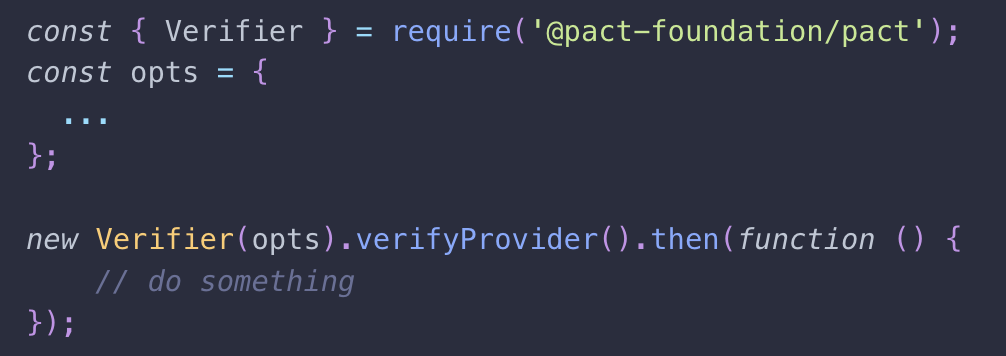 const { Verifier } = require('@pact-foundation/pact');
const opts = {
  ...
};

new Verifier(opts).verifyProvider().then(function () {
    // do something
});